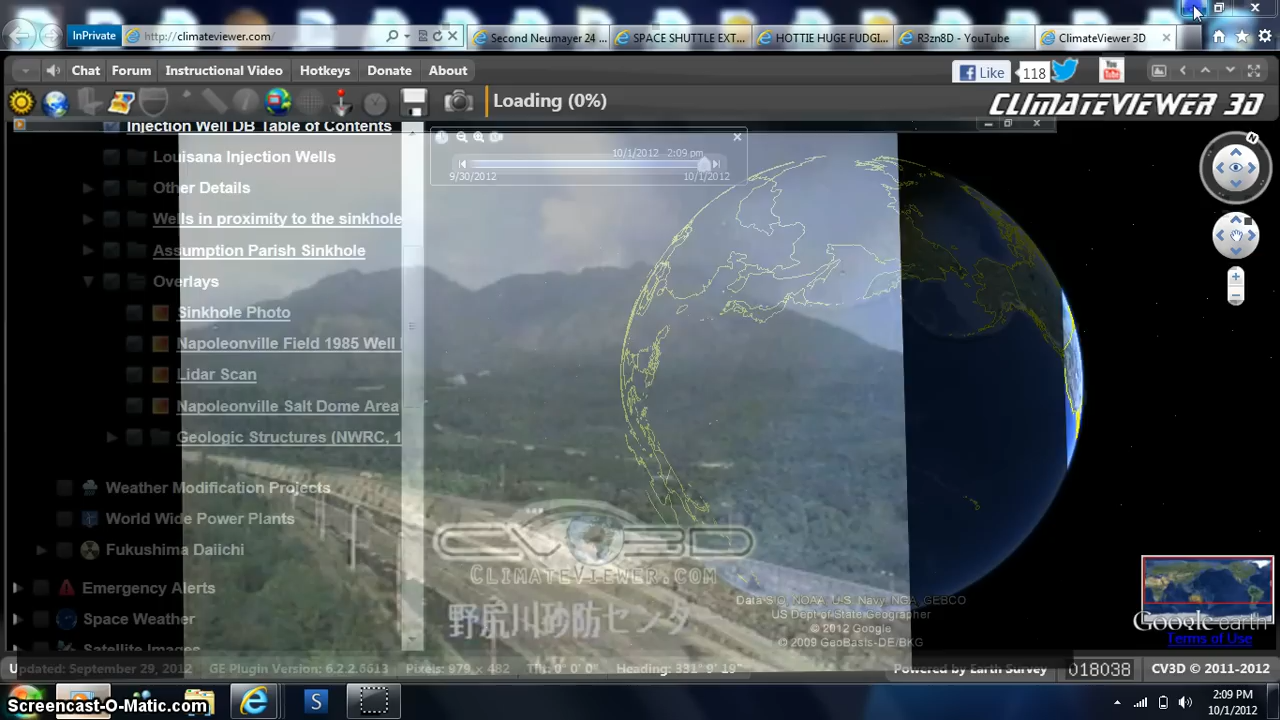 InPrivate
http://climateviewer.com/
Second Neumayer 24 ...
SPACE SHUTTLE EXT...
HOTTIE HUGE FUDGI...
R3zn8D - YouTube
ClimateViewer 3D
Chat
Forum
Instructional Video
Hotkeys
Donate
About
Like
118
You Tube
Loading (0%)
CLIMATEVIEWER 3D
Injection Well DB Table of Contents
Louisana Injection Wells
Other Details
Wells in proximity to the sinkhole
Assumption Parish Sinkhole
Overlays
Sinkhole Photo
Napoleonville Field 1985 Well
Lidar Scan
Napoleonville Salt Dome Area
Geologic Structures (NWRC, 1
Weather Modification Projects
World Wide Power Plants
Fukushima Daiichi
Emergency Alerts
Space Weather
Satellite Images
10/1/2012 2:09 pm
9/30/2012
10/1/2012
N
CV3D
CLIMATEVIEWER.COM
野尻川砂防センタ
Data SIO, NOAA, U.S. Navy, NGA, GEBCO
US Dept of State Geographer
© 2012 Google
© 2009 GeoBasis-DE/BKG
Google earth
Terms of Use
Updated: September 29, 2012
GE Plugin Version: 6.2.2.6613
Pixels: 979 x 482
Tilt: 0° 0' 0"
Heading: 331° 9' 19"
Powered by Earth Survey
018038
CV3D © 2011-2012
Screencast-O-Matic.com
2:09 PM
10/1/2012